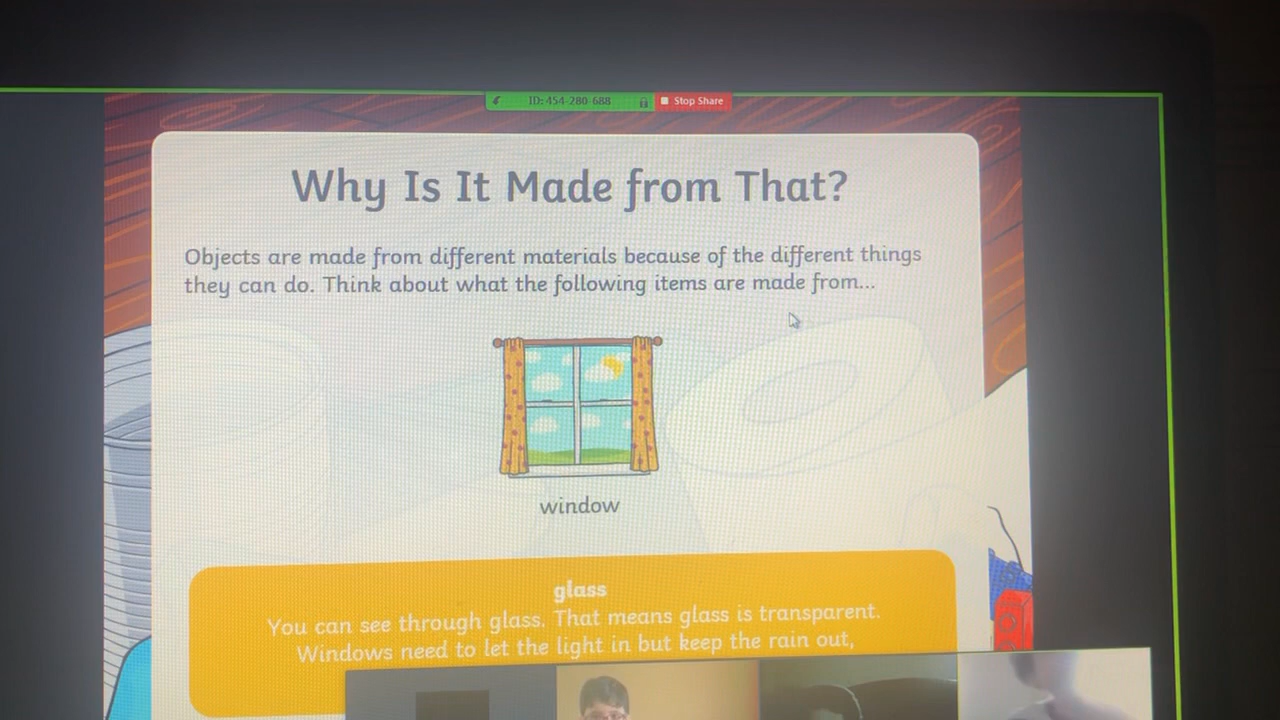 ID: 454-280-688
Stop Share
Why Is It Made from That?
Objects are made from different materials because of the different things
they can do. Think about what the following items are made from...
window
glass
You can see through glass. That means glass is transparent.
Windows need to let the light in but keep the rain out,